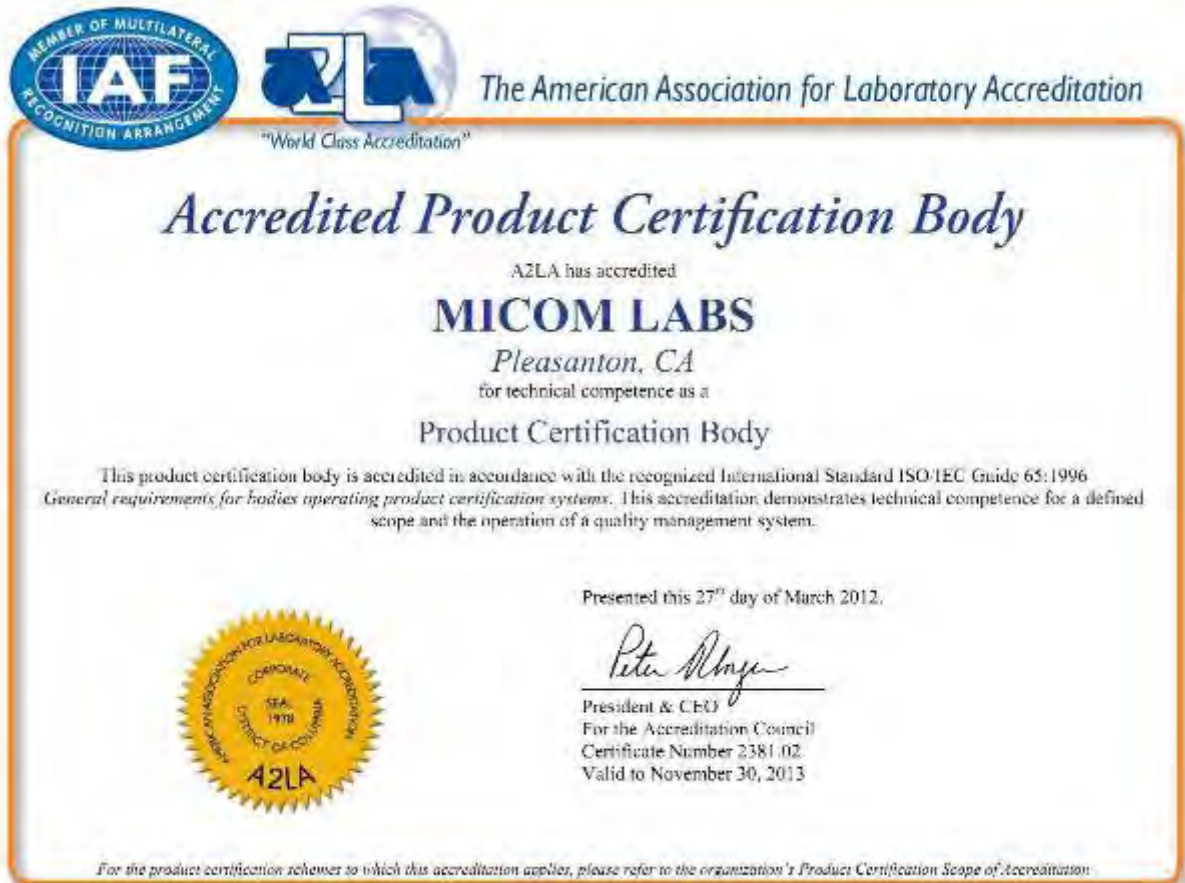 MEMBER OF MULTILATERAL
IAF
RECOGNITION ARRANGEMENT
A2LA
"World Class Accreditation"
The American Association for Laboratory Accreditation
Accredited Product Certification Body
A2LA has accredited
MICOM LABS
Pleasanton, CA
for technical competence as a
Product Certification Body
This product certification body is accredited in accordance with the recognized International Standard ISO/IEC Guide 65:1996
General requirements for bodies operating product certification systems. This accreditation demonstrates technical competence for a defined
scope and the operation of a quality management system.
Presented this 27th day of March 2012.
Peter
President & CEO
For the Accreditation Council
Certificate Number 2381.02
Valid to November 30, 2013
AMERICAN ASSOCIATION FOR LABORATORY ACCREDITATION
CORPORATE
SEAL
1978
DISTRICT OF COLUMBIA
A2LA
For the product certification schemes to which this accreditation applies, please refer to the organization's Product Certification Scope of Accreditation